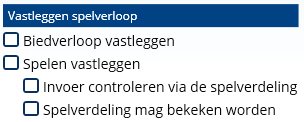 Vastleggen spelverloop
Biedverloop vastleggen
Spelen vastleggen
Invoer controleren via de spelverdeling
Spelverdeling mag bekeken worden